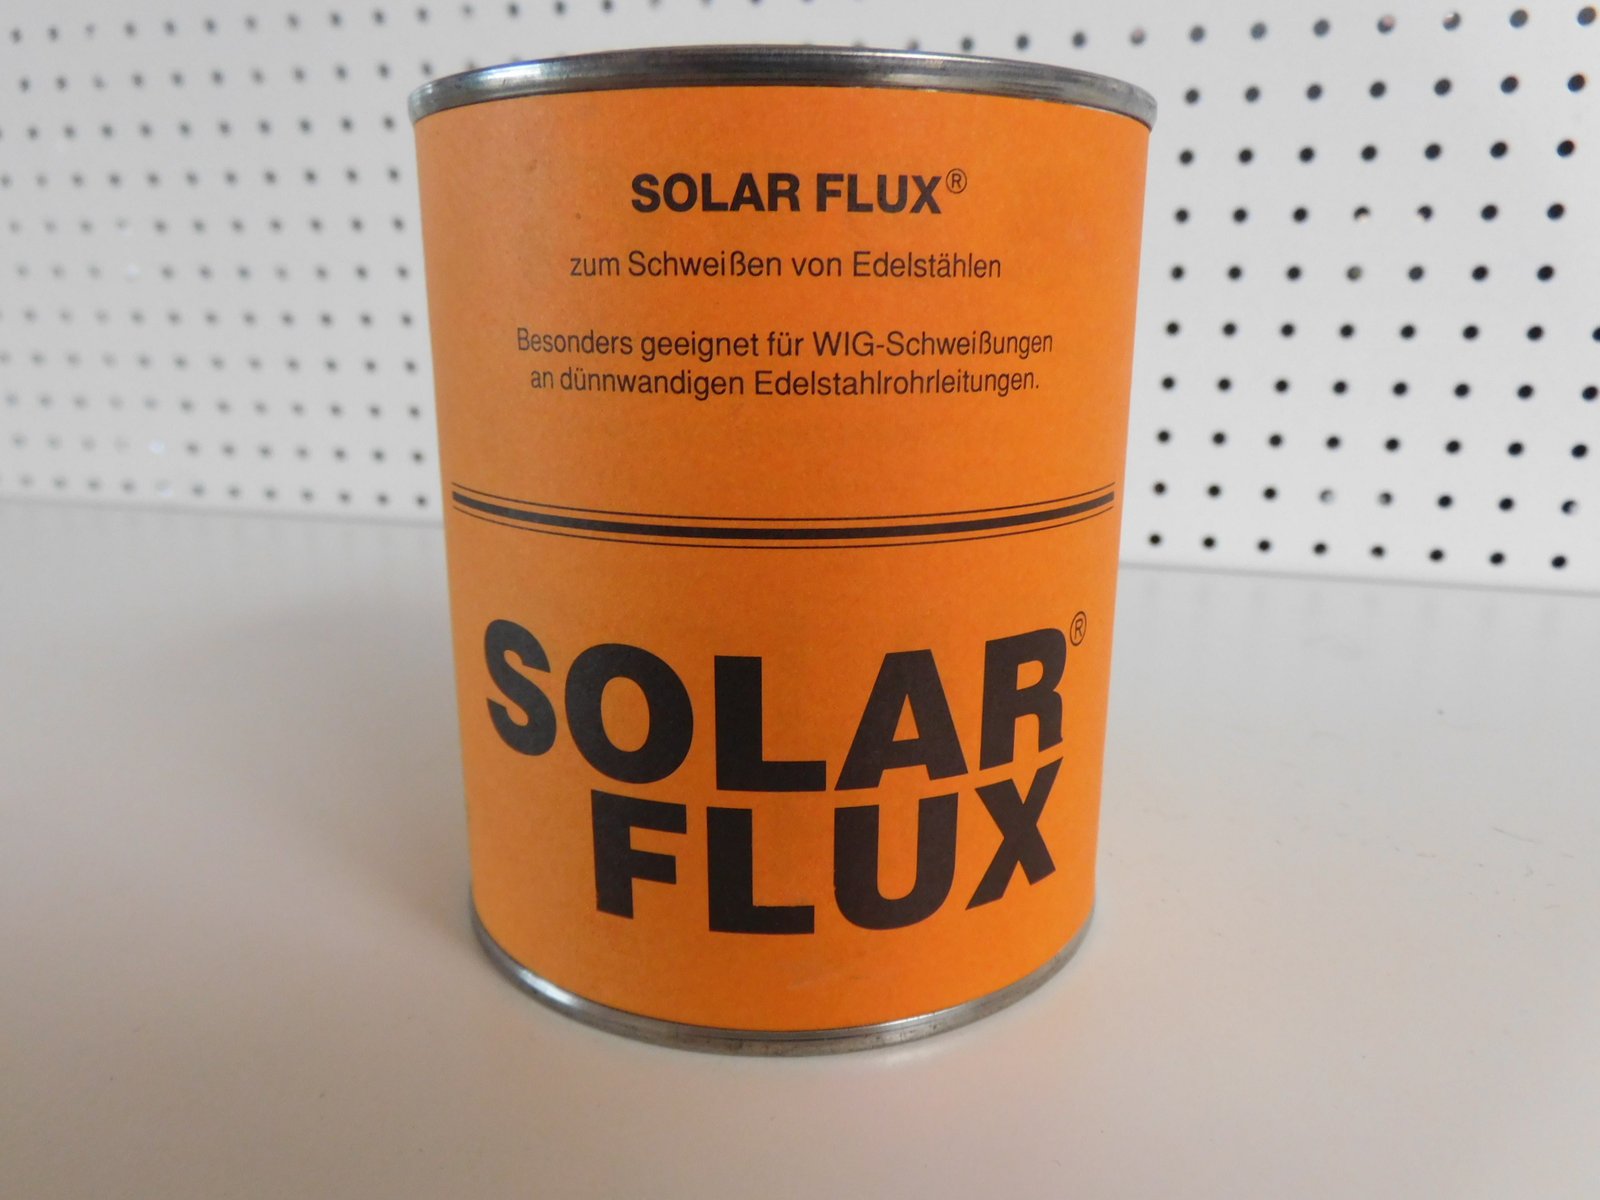 SOLAR FLUX®
zum Schweißen von Edelstählen
Besonders geeignet für WIG-Schweißungen
an dünnwandigen Edelstahlrohrleitungen.
SOLAR®
FLUX